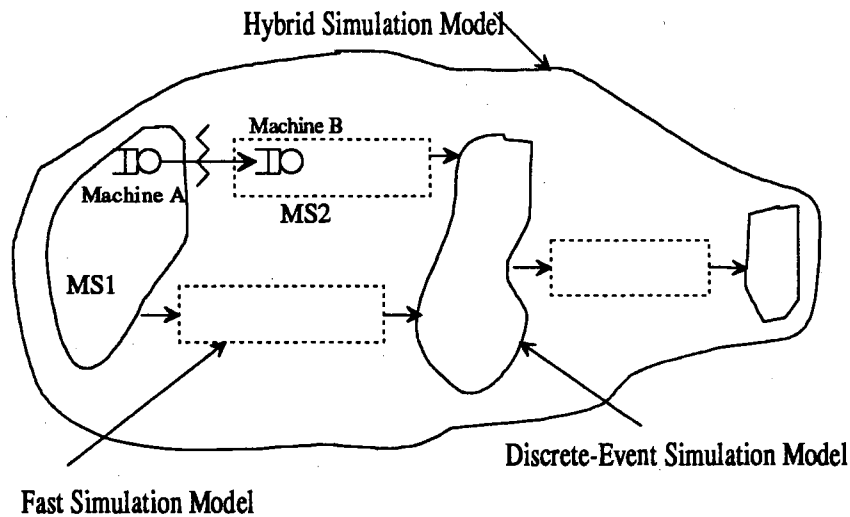 Hybrid Simulation Model
Machine B
Machine A
MS2
MS1
Discrete-Event Simulation Model
Fast Simulation Model